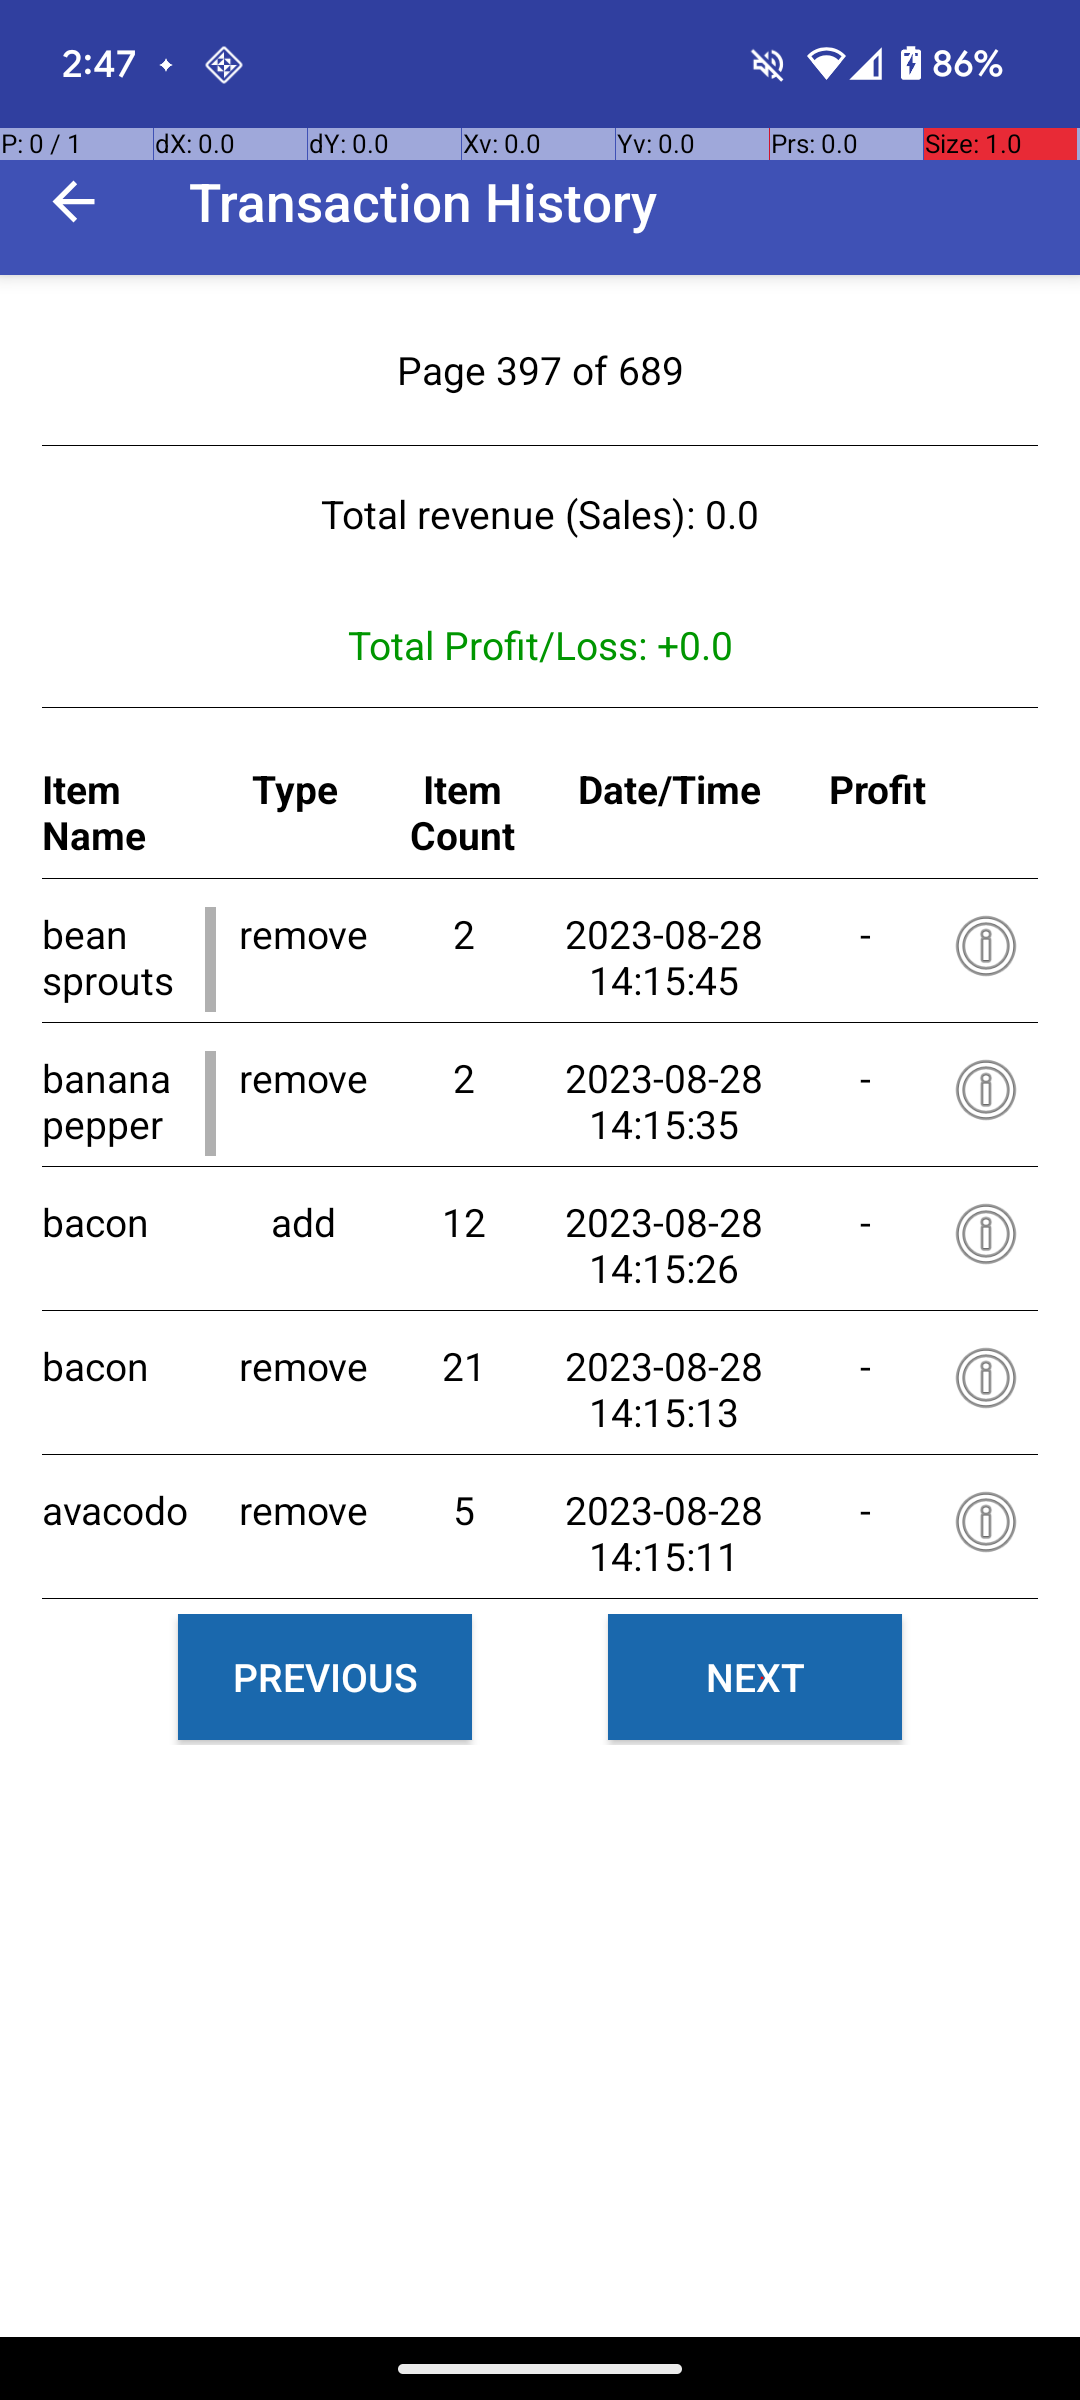 2:47
86%
P: 0 / 1 dX: 0.0 dY: 0.0 Xv: 0.0 Yv: 0.0 Prs: 0.0 Size: 1.0
Transaction History
Page 397 of 689
Total revenue (Sales): 0.0
Total Profit/Loss: +0.0
Item Name Type Item Count Date/Time Profit
bean sprouts remove 2 2023-08-28 14:15:45 -
banana pepper remove 2 2023-08-28 14:15:35 -
bacon add 12 2023-08-28 14:15:26 -
bacon remove 21 2023-08-28 14:15:13 -
avacodo remove 5 2023-08-28 14:15:11 -
PREVIOUS NEXT